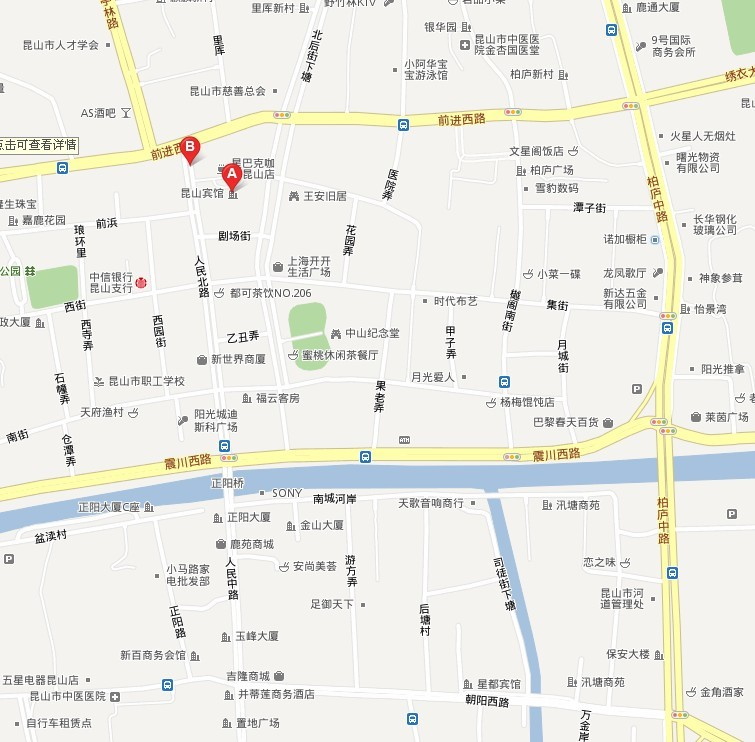 里厍新村
野竹林KTV
银华园
鹿通大厦
昆山市人才学会
里厍
北后街下塘
昆山市中医医
院金杏国医堂
9号国际
商务会所
小阿华宝
宝游泳馆
柏庐新村
昆山市慈善总会
AS酒吧
前进西路
火星人无烟灶
点击可查看详情
文星阁饭店
曙光物资
有限公司
B
A
星巴克咖
昆山店
昆山宾馆
王安旧居
医院弄
柏庐广场
雪豹数码
柏庐中路
潭子街
嘉鹿花园
前浜
琅环里
剧场街
花园弄
诺加橱柜
长华钢化
玻璃公司
公园
中信银行
昆山支行
人民北路
上海开开
生活广场
小菜一碟
龙凤歌厅
神象参茸
都可茶饮NO.206
时代布艺
新达五金
有限公司
怡景湾
西街
集街
政大厦
西寺弄
西园街
乙丑弄
中山纪念堂
甲子弄
月城街
新世界商厦
蜜桃休闲茶餐厅
石幢弄
昆山市职工学校
果老弄
月光爱人
阳光推拿
P
福云客房
杨梅馄饨店
天府渔村
阳光城迪
斯科广场
巴黎春天百货
莱茵广场
南街
仓潭弄
震川西路
震川西路
正阳桥
SONY
南城河岸
天歌音响商行
汛塘商苑
柏庐中路
正阳大厦C座
正阳大厦
金山大厦
P
盆渎村
鹿苑商城
P
安尚美荟
游方弄
司徒街下塘
恋之味
小马路家
电批发部
人民中路
足御天下
后塘村
昆山市河
道管理处
正阳路
玉峰大厦
新百商务会馆
保安大楼
五星电器昆山店
吉隆商城
星都宾馆
汛塘商苑
昆山市中医医院
井蒂莲商务酒店
朝阳西路
金角酒家
自行车租赁点
置地广场
万金岸